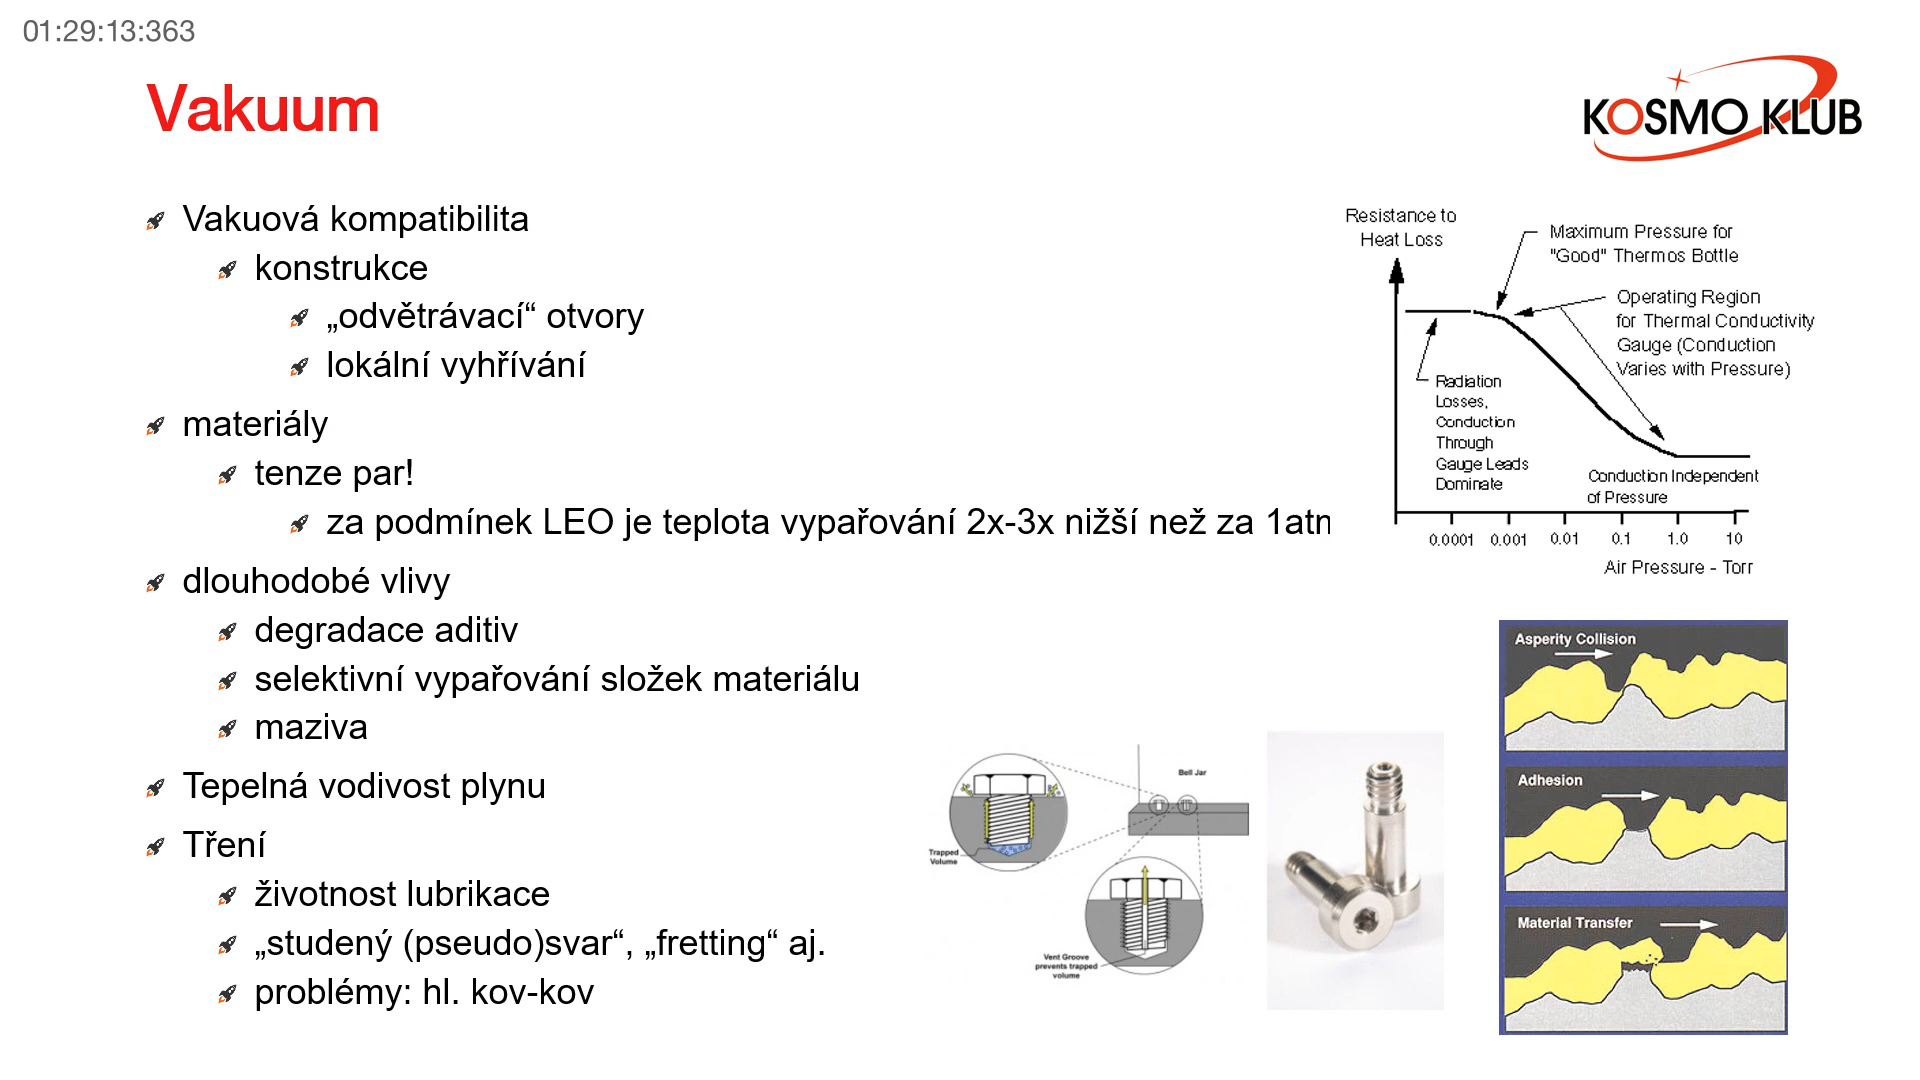 01:29:13:363
Vakuum
KOSMO KLUB
Vakuová kompatibilita
konstrukce
„odvětrávací“ otvory
lokální vyhřívání
materiály
tenze par!
za podmínek LEO je teplota vypařování 2x-3x nižší než za 1atm
dlouhodobé vlivy
degradace aditiv
selektivní vypařování složek materiálu
maziva
Tepelná vodivost plynu
Tření
životnost lubrikace
„studený (pseudo)svar“, „fretting“ aj.
problémy: hl. kov-kov
Resistance to
Heat Loss
Maximum Pressure for
"Good" Thermos Bottle
Operating Region
for Thermal Conductivity
Gauge (Conduction
Varies with Pressure)
Radiation
Losses,
Conduction
Through
Gauge Leads
Dominate
Conduction Independent
of Pressure
0.0001 0.001 0.01 0.1 1.0 10
Air Pressure - Torr
Bell Jar
Trapped
Volume
Vent Groove
prevents trapped
volume
Asperity Collision
Adhesion
Material Transfer